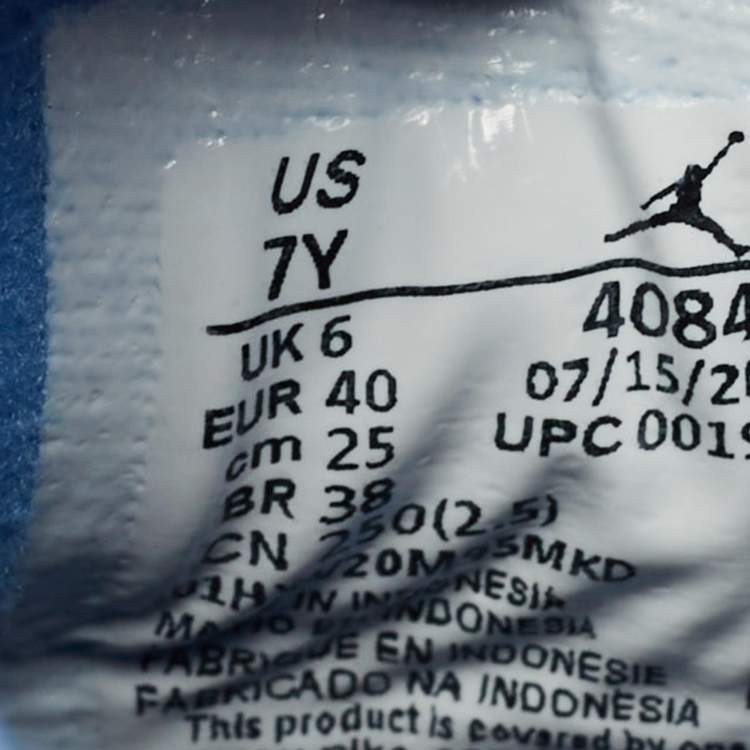 US
7Y
UK 6
EUR 40
cm 25
BR 38
CN 250(2.5)
4084
07/15/2
UPC 001
IN
EN INDONESIA
FABRIQUE EN INDONESIE
FABRICADO NA INDONESIA
This product is covered by